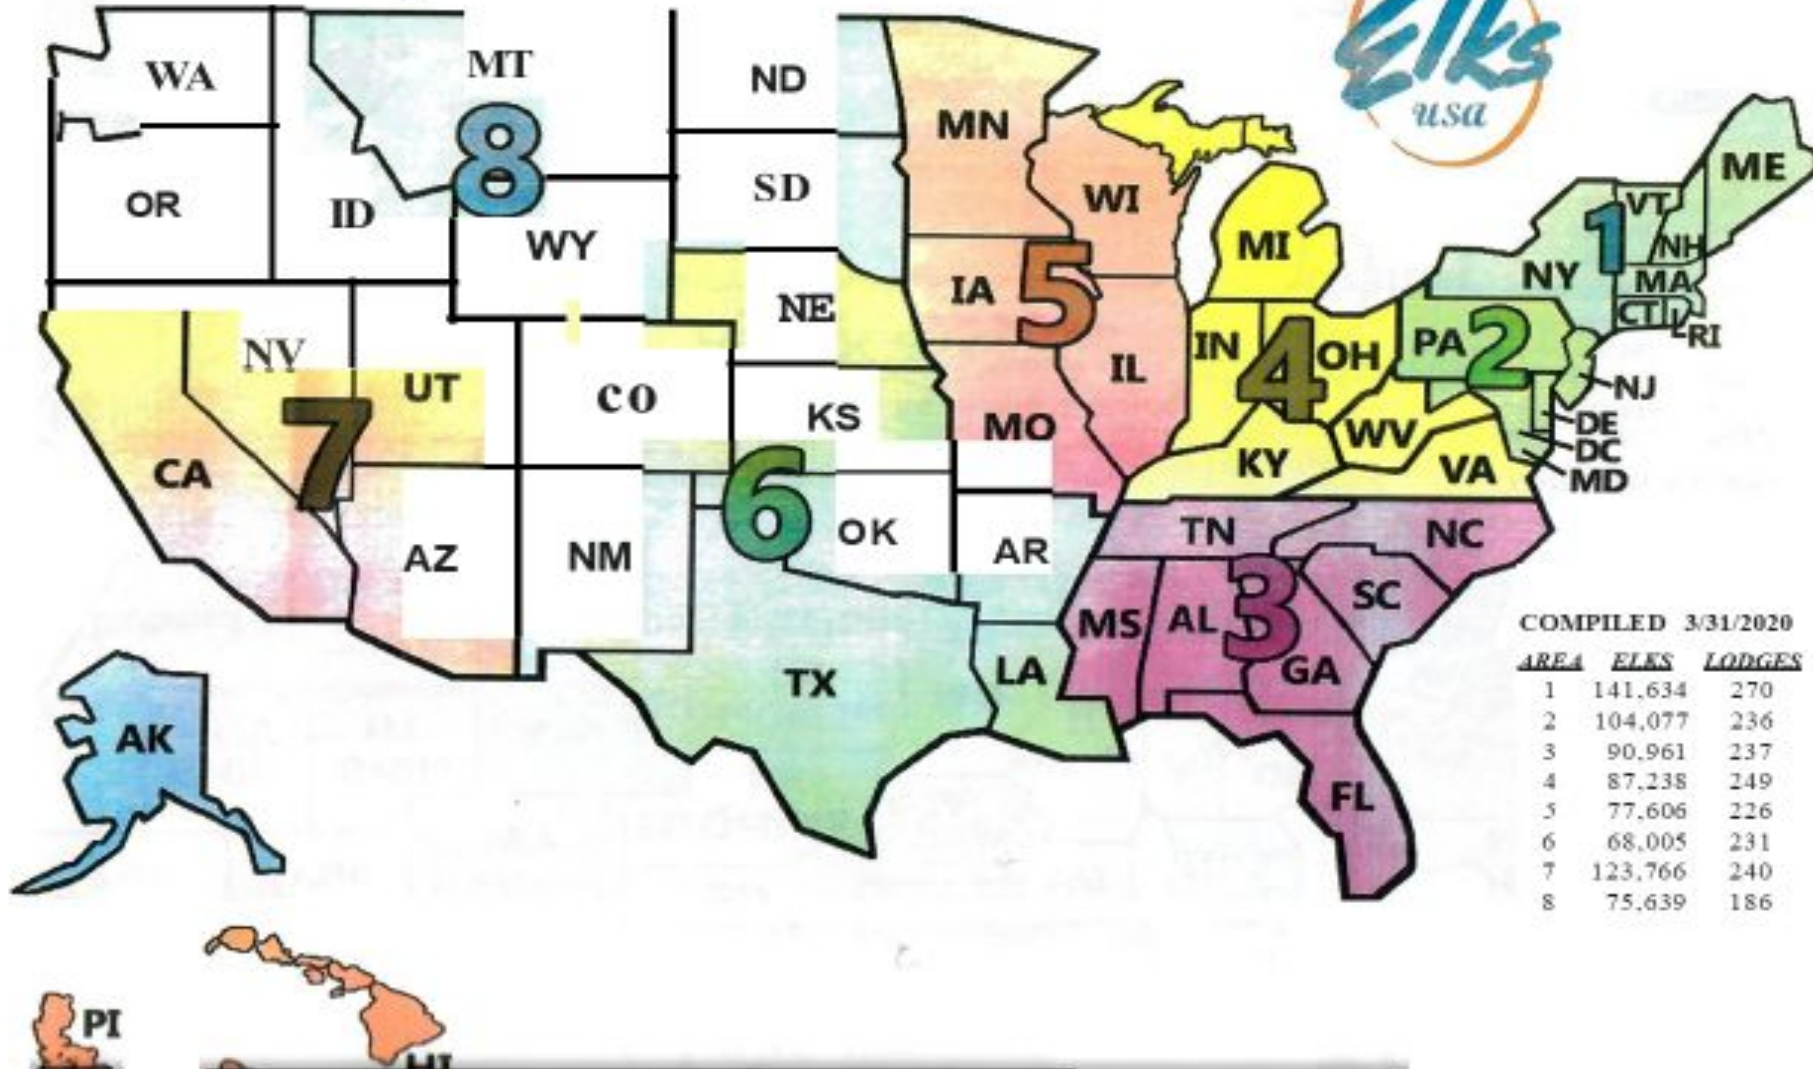 Elks
usa
WA
MT
8
ND
MN
OR
ID
WY
SD
WI
MI
ME
VT
1
NH
NY
MA
CT
RI
IA
5
NE
NV
UT
CO
KS
MO
IL
IN
4
OH
PA
2
NJ
DE
DC
MD
WV
VA
KY
CA
7
AZ
NM
6
OK
AR
TN
NC
MS
AL
3
SC
GA
TX
LA
FL
AK
PI
HI
COMPILED 3/31/2020
AREA ELKS LODGES
1 141,634 270
2 104,077 236
3 90,961 237
4 87,238 249
5 77,606 226
6 68,005 231
7 123,766 240
8 75,639 186